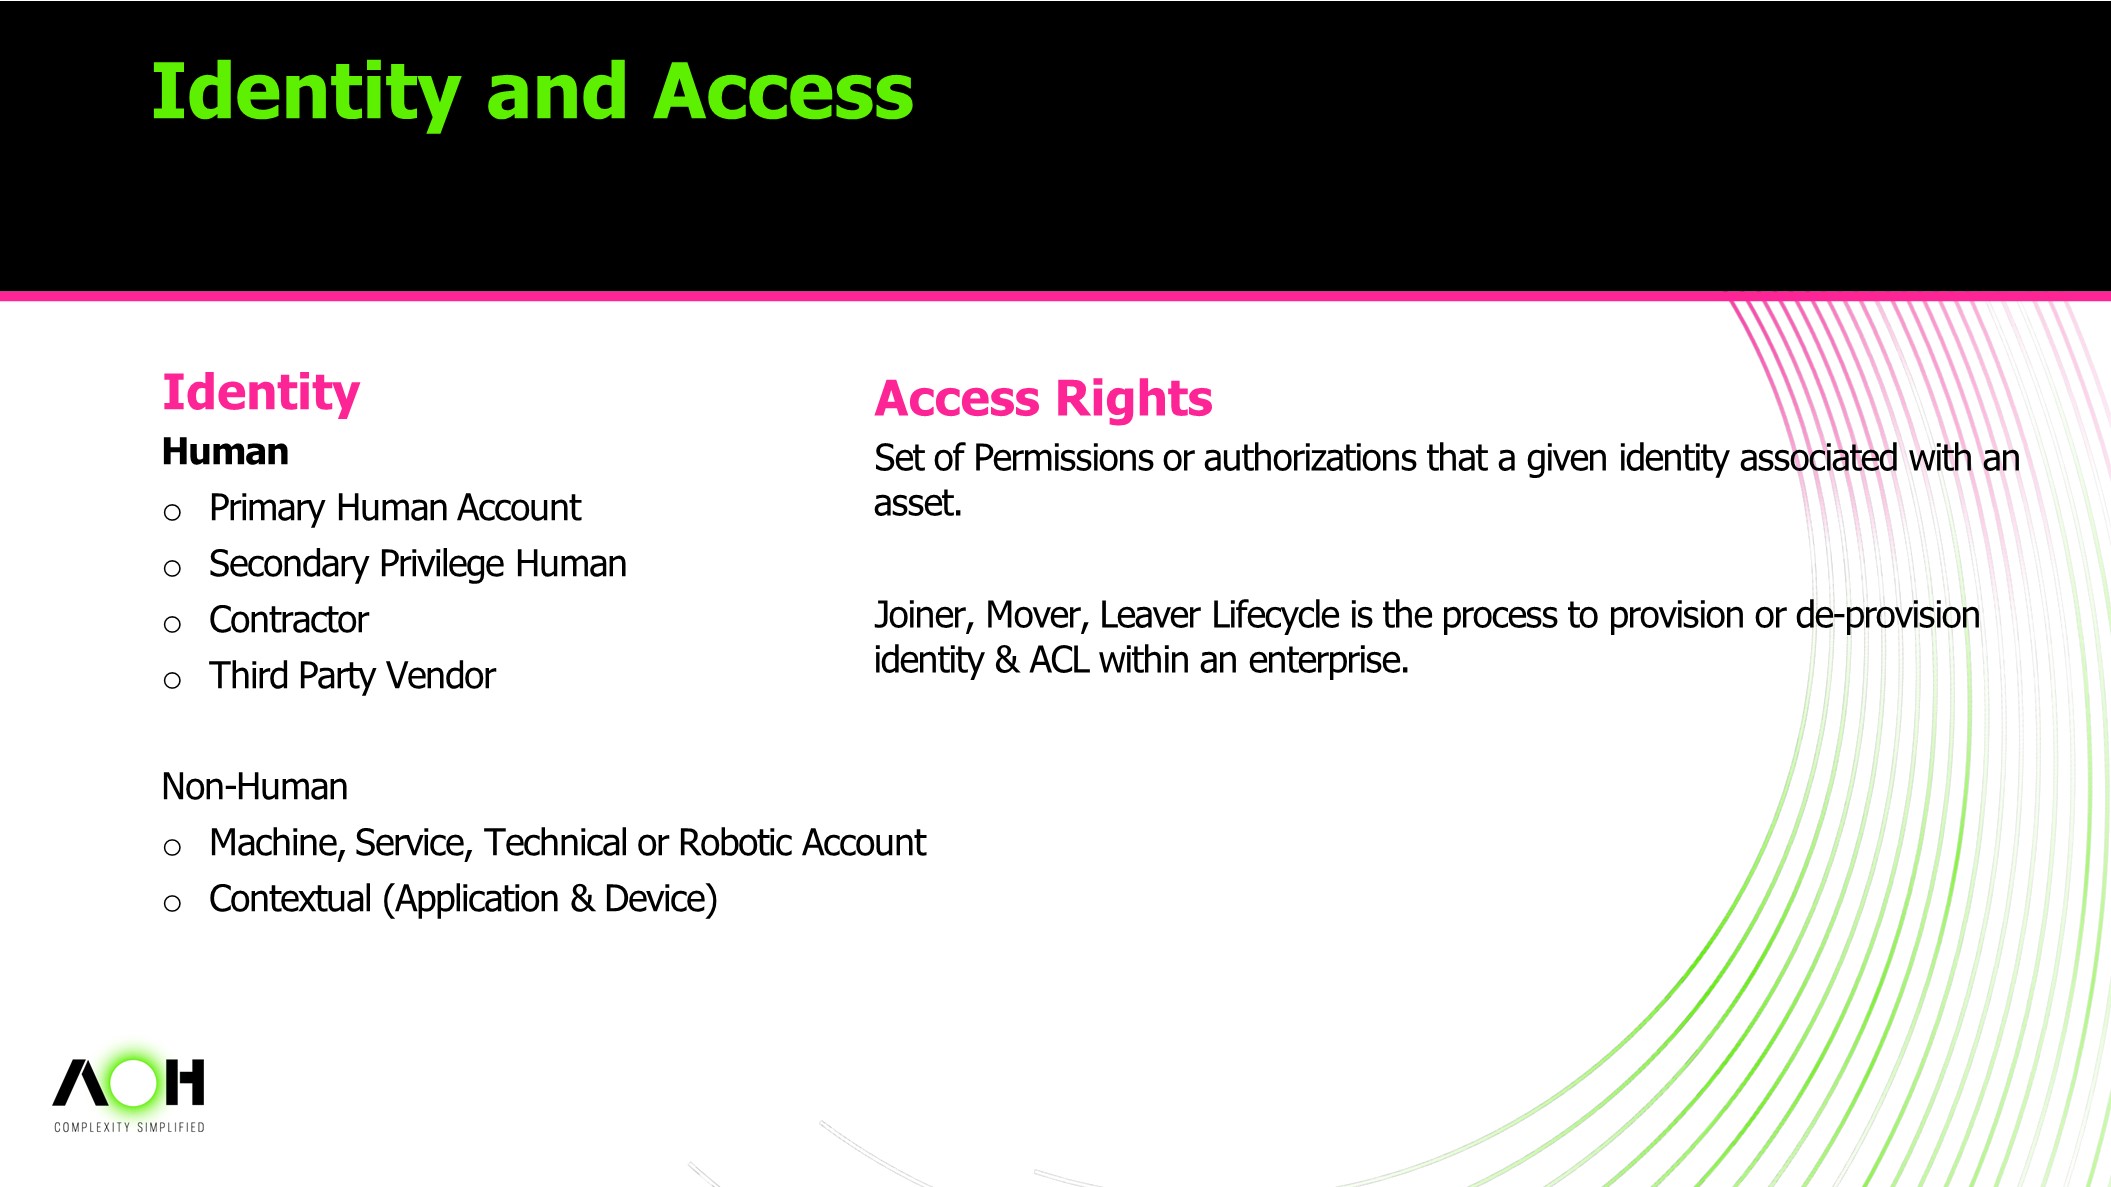 Identity and Access
Identity
Human
o Primary Human Account
o Secondary Privilege Human
o Contractor
o Third Party Vendor
Non-Human
o Machine, Service, Technical or Robotic Account
o Contextual (Application & Device)
Access Rights
Set of Permissions or authorizations that a given identity associated with an
asset.
Joiner, Mover, Leaver Lifecycle is the process to provision or de-provision
identity & ACL within an enterprise.
AOH
COMPLEXITY SIMPLIFIED